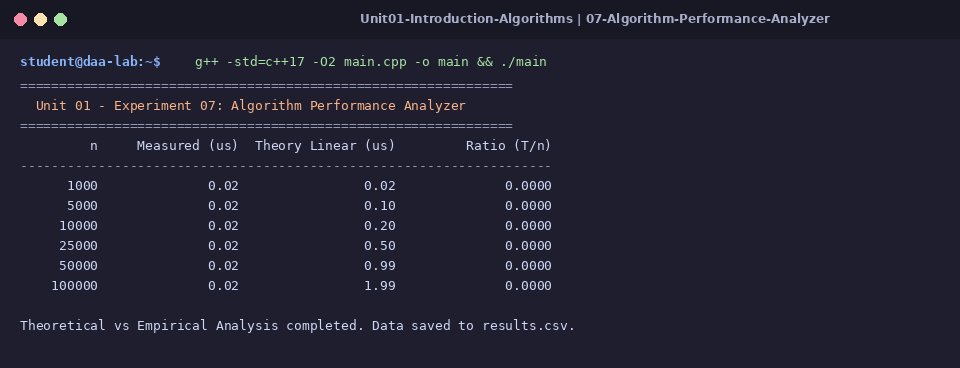 Unit01-Introduction-Algorithms | 07-Algorithm-Performance-Analyzer
student@daa-lab:~$ g++ -std=c++17 -O2 main.cpp -o main && ./main
===============================================================
  Unit 01 - Experiment 07: Algorithm Performance Analyzer
===============================================================
         n     Measured (us)  Theory Linear (us)         Ratio (T/n)
--------------------------------------------------------------------
      1000              0.02                0.02              0.0000
      5000              0.02                0.10              0.0000
     10000              0.02                0.20              0.0000
     25000              0.02                0.50              0.0000
     50000              0.02                0.99              0.0000
    100000              0.02                1.99              0.0000
Theoretical vs Empirical Analysis completed. Data saved to results.csv.